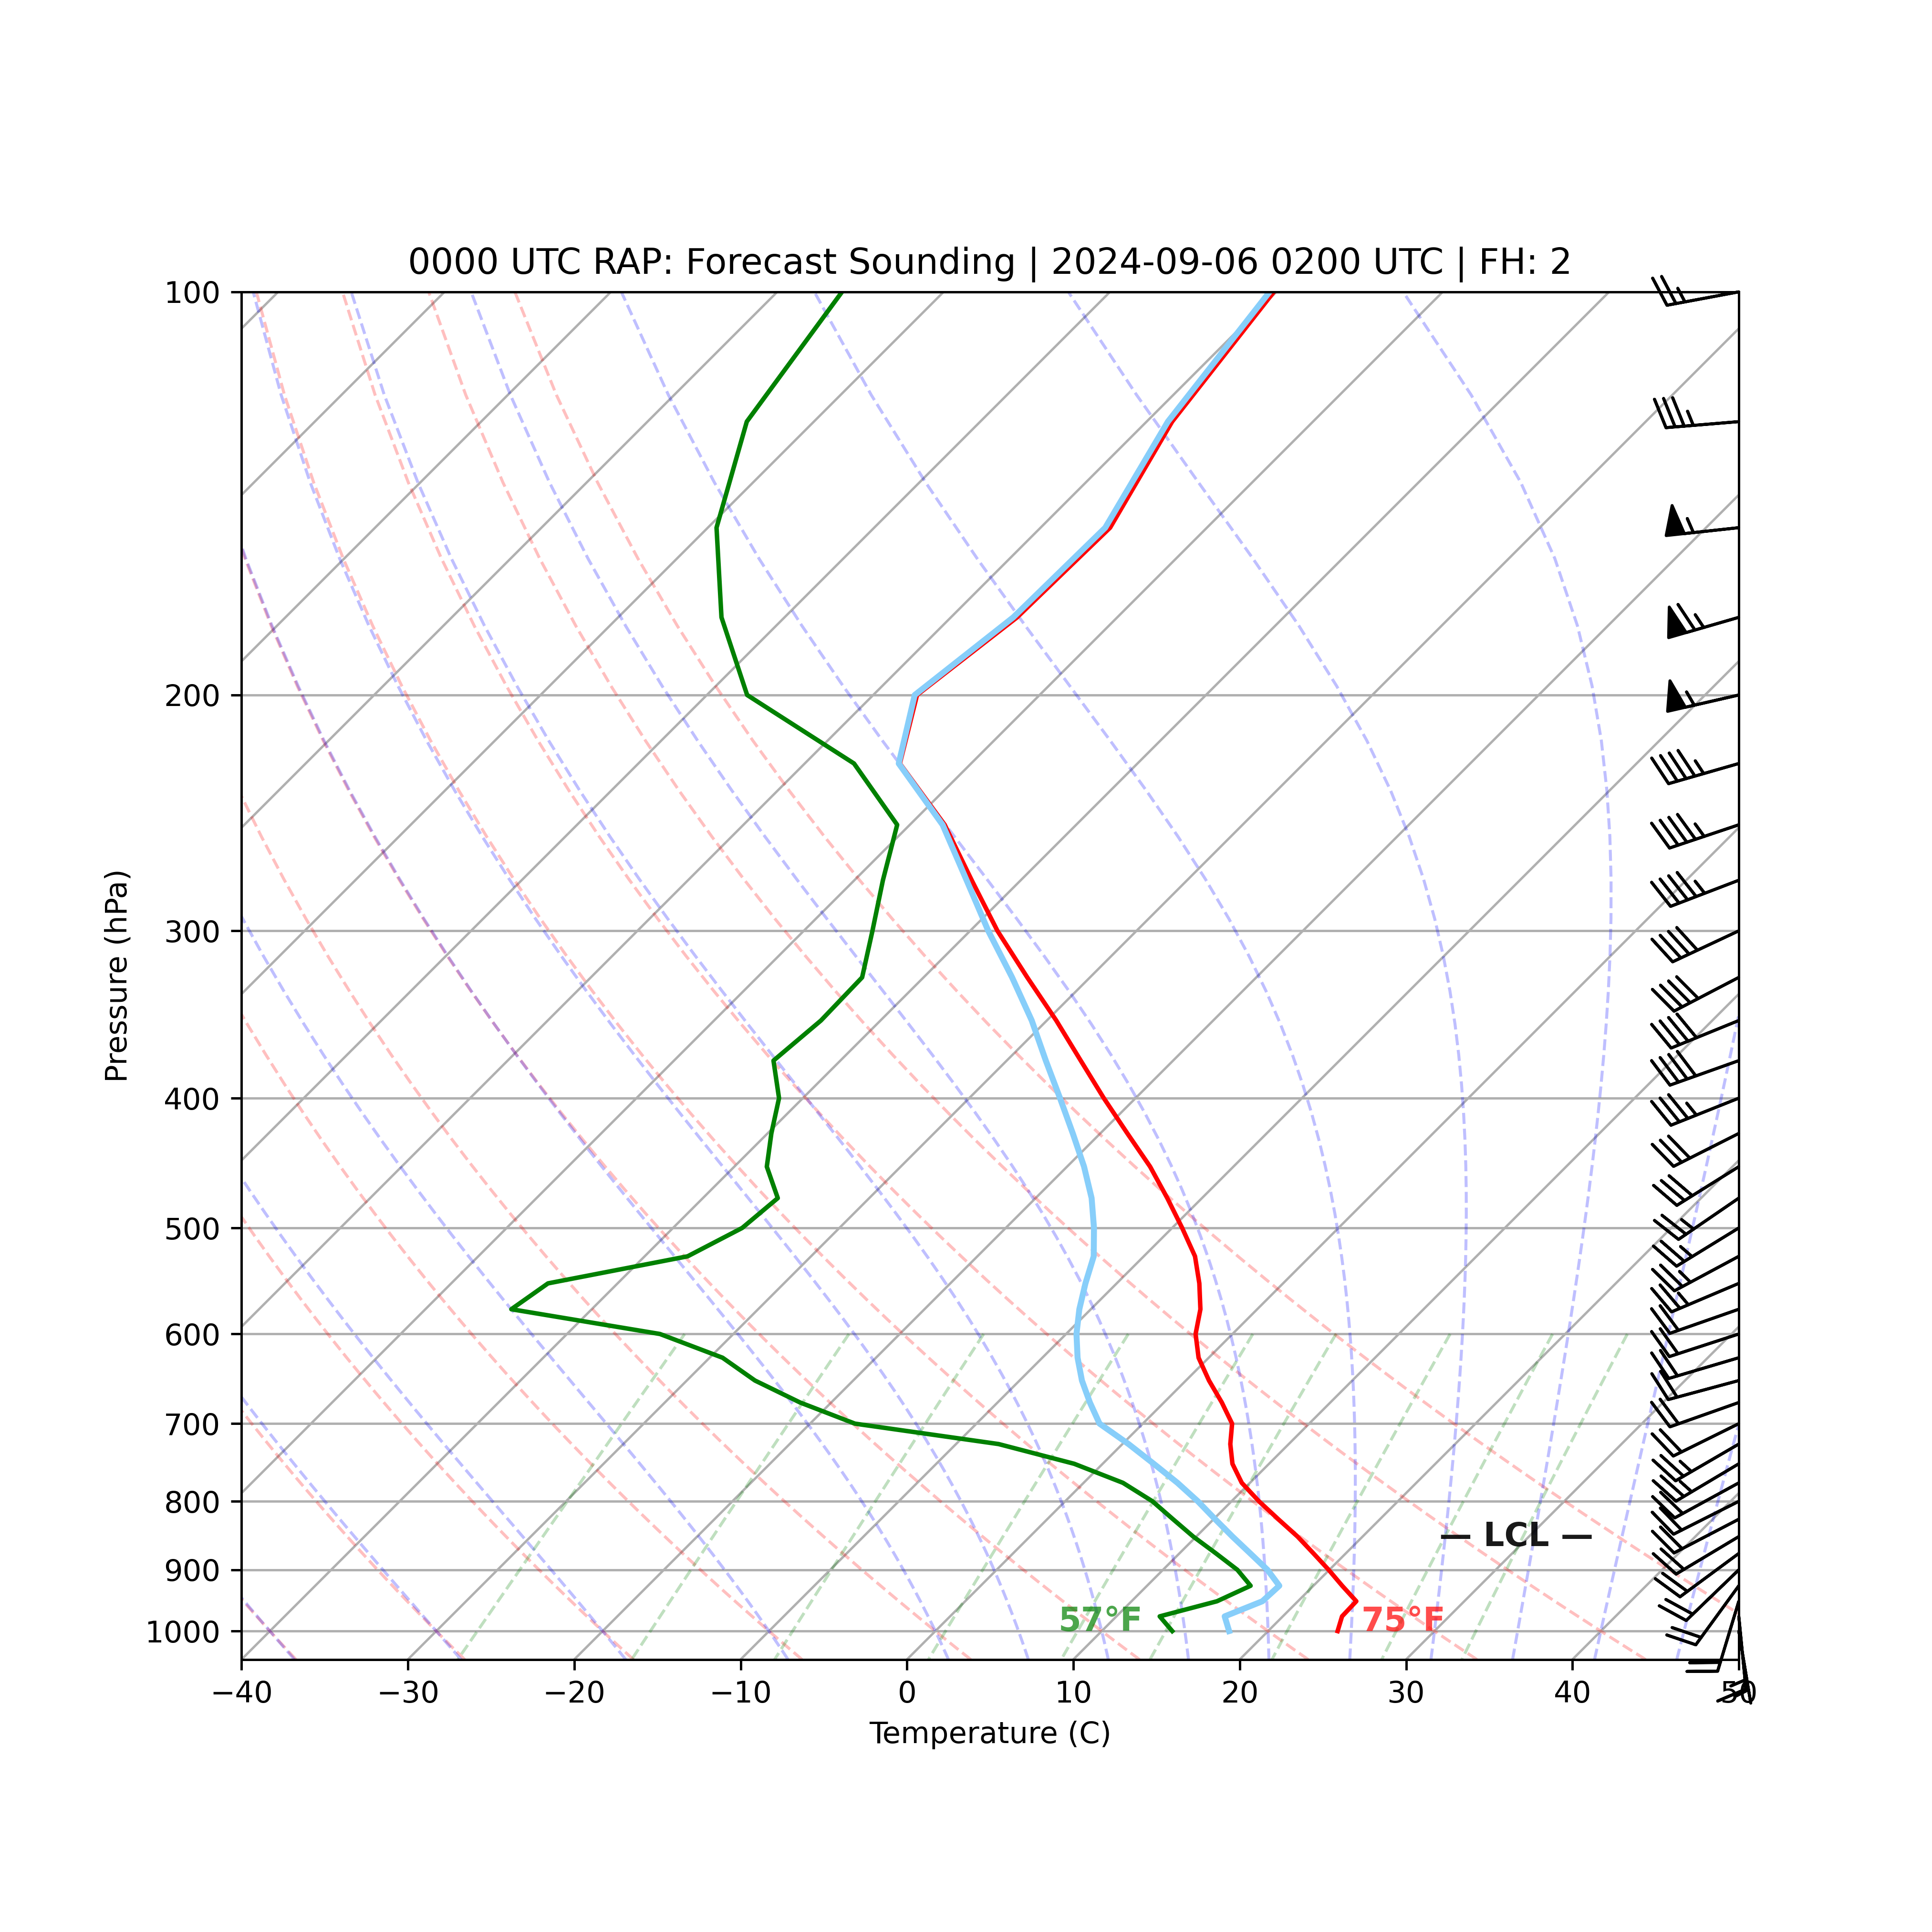 0000 UTC RAP: Forecast Sounding | 2024-09-06 0200 UTC | FH: 2
100
200
300
400
500
600
700
800
900
1000
Pressure (hPa)
— LCL —
57°F
75°F
−40 −30 −20 −10 0 10 20 30 40 50
Temperature (C)